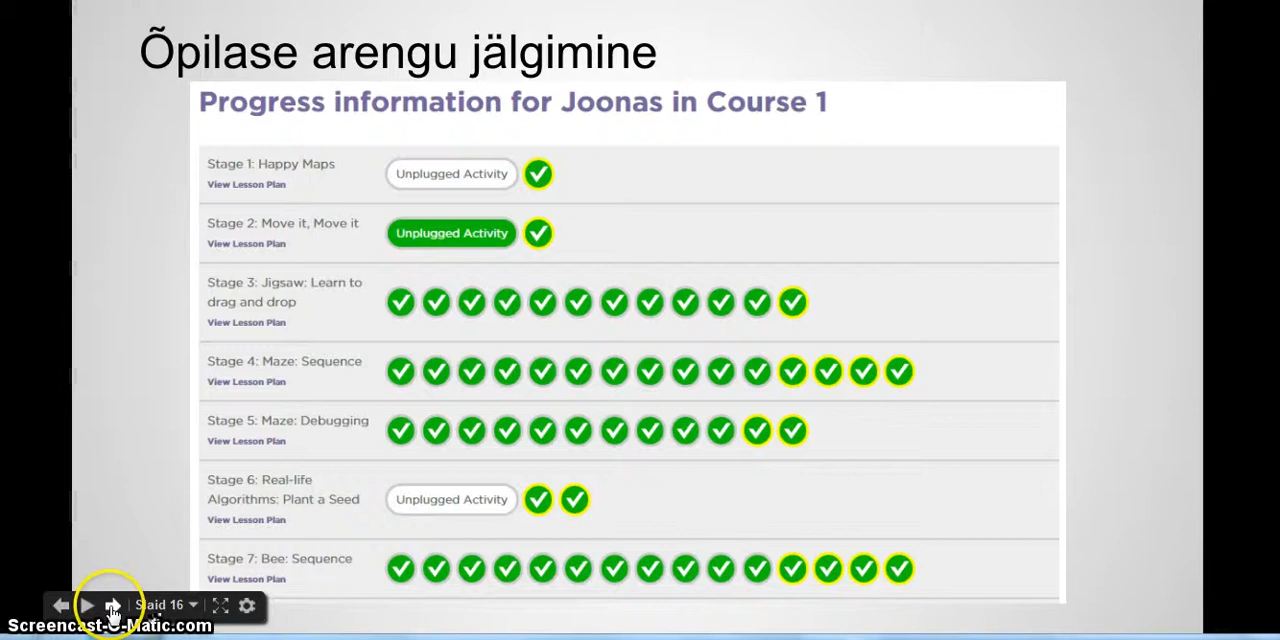 Õpilase arengu jälgimine
Progress information for Joonas in Course 1
Stage 1: Happy Maps
View Lesson Plan
Unplugged Activity
Stage 2: Move it, Move it
View Lesson Plan
Unplugged Activity
Stage 3: Jigsaw: Learn to
drag and drop
View Lesson Plan
Stage 4: Maze: Sequence
View Lesson Plan
Stage 5: Maze: Debugging
View Lesson Plan
Stage 6: Real-life
Algorithms: Plant a Seed
View Lesson Plan
Unplugged Activity
Stage 7: Bee: Sequence
View Lesson Plan
Slaid 16
Screencast-O-Matic.com